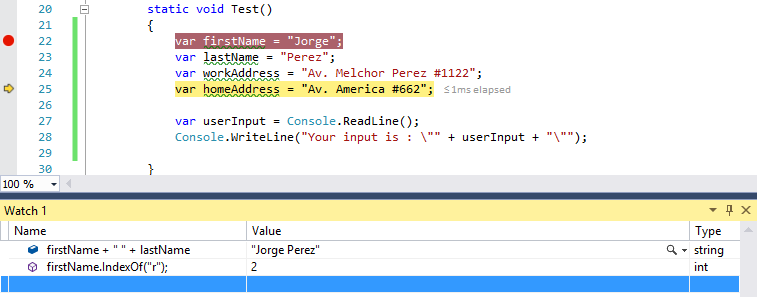 20 static void Test()
21 {
22 var firstName = "Jorge";
23 var lastName = "Perez";
24 var workAddress = "Av. Melchor Perez #1122";
25 var homeAddress = "Av. America #662"; ≤1ms elapsed
26
27 var userInput = Console.ReadLine();
28 Console.WriteLine("Your input is : \"" + userInput + "\"");
29
30 }
100 %
Watch 1
Name Value Type
firstName + " " + lastName "Jorge Perez" string
firstName.IndexOf("r"); 2 int